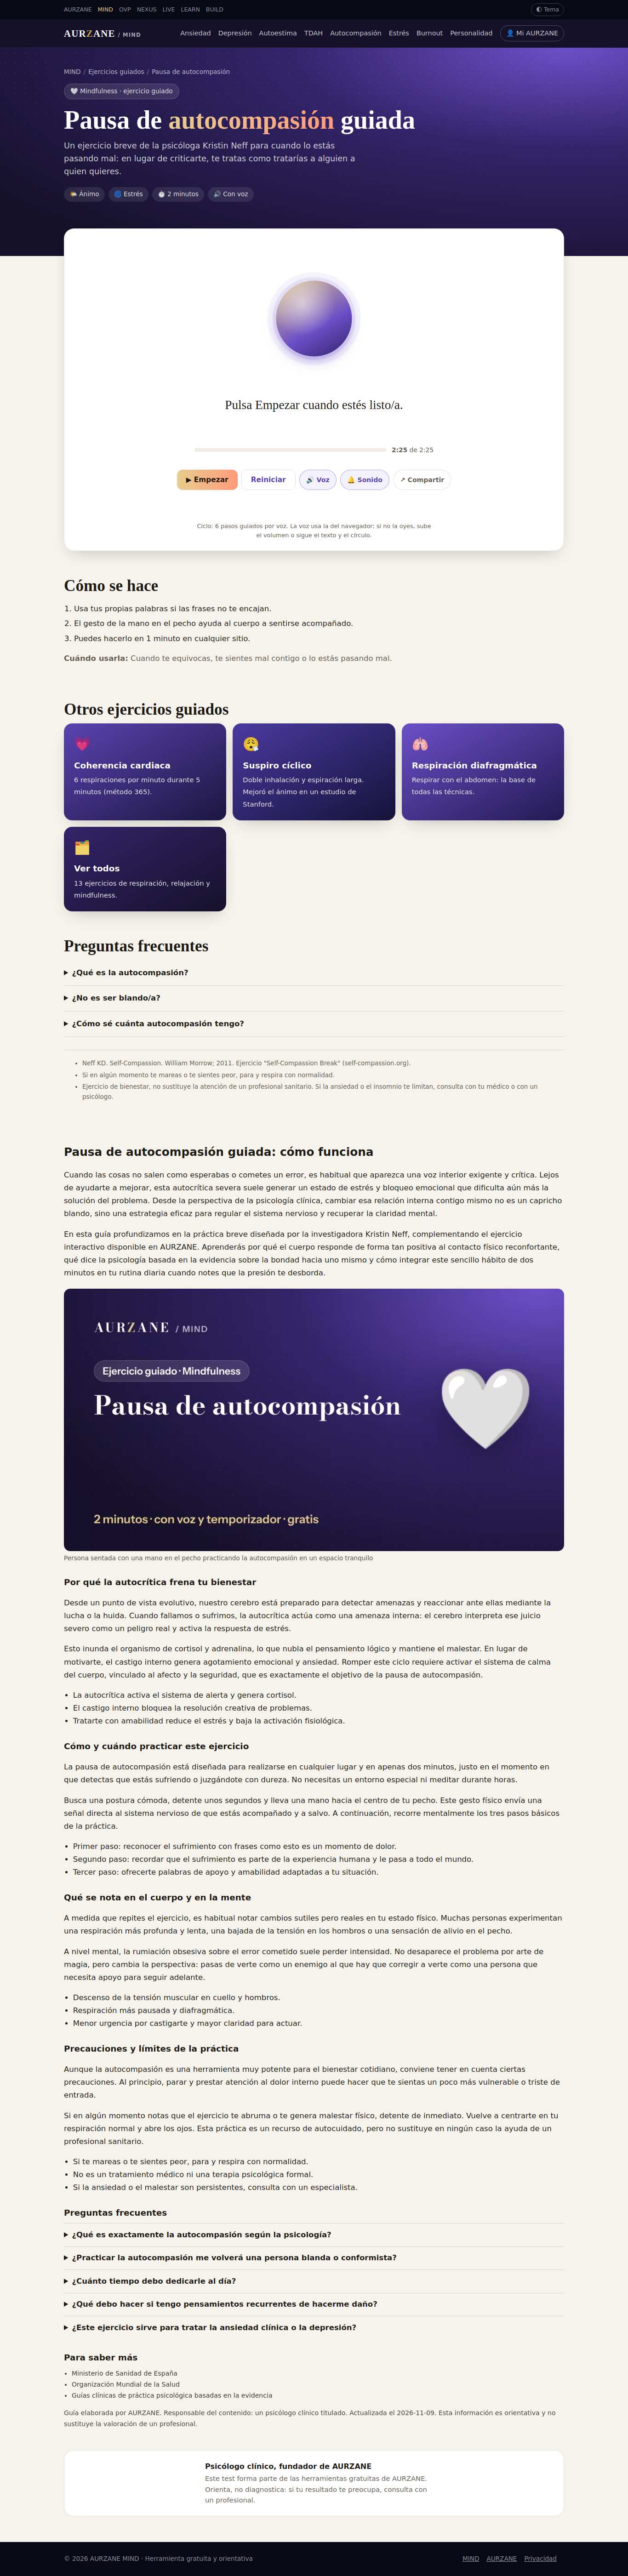 AURZANE MIND OVP NEXUS LIVE LEARN BUILD
◐ Tema
AURZANE / MIND
Ansiedad Depresión Autoestima TDAH Autocompasión Estrés Burnout Personalidad 👤 Mi AURZANE
MIND / Ejercicios guiados / Pausa de autocompasión
🤍 Mindfulness · ejercicio guiado
Pausa de autocompasión guiada
Un ejercicio breve de la psicóloga Kristin Neff para cuando lo estás
pasando mal: en lugar de criticarte, te tratas como tratarías a alguien a
quien quieres.
🌤️ Ánimo 🌀 Estrés ⏱️ 2 minutos 🔊 Con voz
Pulsa Empezar cuando estés listo/a.
2:25 de 2:25
▶ Empezar Reiniciar 🔊 Voz 🔔 Sonido ↗ Compartir
Ciclo: 6 pasos guiados por voz. La voz usa la del navegador; si no la oyes, sube
el volumen o sigue el texto y el círculo.
Cómo se hace
1. Usa tus propias palabras si las frases no te encajan.
2. El gesto de la mano en el pecho ayuda al cuerpo a sentirse acompañado.
3. Puedes hacerlo en 1 minuto en cualquier sitio.
Cuándo usarla: Cuando te equivocas, te sientes mal contigo o lo estás pasando mal.
Otros ejercicios guiados
Coherencia cardiaca
6 respiraciones por minuto durante 5
minutos (método 365).
Suspiro cíclico
Doble inhalación y espiración larga.
Mejoró el ánimo en un estudio de
Stanford.
Respiración diafragmática
Respirar con el abdomen: la base de
todas las técnicas.
Ver todos
13 ejercicios de respiración, relajación y
mindfulness.
Preguntas frecuentes
▶ ¿Qué es la autocompasión?
▶ ¿No es ser blando/a?
▶ ¿Cómo sé cuánta autocompasión tengo?
• Neff KD. Self-Compassion. William Morrow; 2011. Ejercicio "Self-Compassion Break" (self-compassion.org).
• Si en algún momento te mareas o te sientes peor, para y respira con normalidad.
• Ejercicio de bienestar, no sustituye la atención de un profesional sanitario. Si la ansiedad o el insomnio te limitan, consulta con tu médico o con un
psicólogo.
Pausa de autocompasión guiada: cómo funciona
Cuando las cosas no salen como esperabas o cometes un error, es habitual que aparezca una voz interior exigente y crítica. Lejos
de ayudarte a mejorar, esta autocrítica severa suele generar un estado de estrés y bloqueo emocional que dificulta aún más la
solución del problema. Desde la perspectiva de la psicología clínica, cambiar esa relación interna contigo mismo no es un capricho
blando, sino una estrategia eficaz para regular el sistema nervioso y recuperar la claridad mental.
En esta guía profundizamos en la práctica breve diseñada por la investigadora Kristin Neff, complementando el ejercicio
interactivo disponible en AURZANE. Aprenderás por qué el cuerpo responde de forma tan positiva al contacto físico reconfortante,
qué dice la psicología basada en la evidencia sobre la bondad hacia uno mismo y cómo integrar este sencillo hábito de dos
minutos en tu rutina diaria cuando notes que la presión te desborda.
AURZANE / MIND
Ejercicio guiado · Mindfulness
Pausa de autocompasión
2 minutos · con voz y temporizador · gratis
Persona sentada con una mano en el pecho practicando la autocompasión en un espacio tranquilo
Por qué la autocrítica frena tu bienestar
Desde un punto de vista evolutivo, nuestro cerebro está preparado para detectar amenazas y reaccionar ante ellas mediante la
lucha o la huida. Cuando fallamos o sufrimos, la autocrítica actúa como una amenaza interna: el cerebro interpreta ese juicio
severo como un peligro real y activa la respuesta de estrés.
Esto inunda el organismo de cortisol y adrenalina, lo que nubla el pensamiento lógico y mantiene el malestar. En lugar de
motivarte, el castigo interno genera agotamiento emocional y ansiedad. Romper este ciclo requiere activar el sistema de calma
del cuerpo, vinculado al afecto y la seguridad, que es exactamente el objetivo de la pausa de autocompasión.
• La autocrítica activa el sistema de alerta y genera cortisol.
• El castigo interno bloquea la resolución creativa de problemas.
• Tratarte con amabilidad reduce el estrés y baja la activación fisiológica.
Cómo y cuándo practicar este ejercicio
La pausa de autocompasión está diseñada para realizarse en cualquier lugar y en apenas dos minutos, justo en el momento en
que detectas que estás sufriendo o juzgándote con dureza. No necesitas un entorno especial ni meditar durante horas.
Busca una postura cómoda, detente unos segundos y lleva una mano hacia el centro de tu pecho. Este gesto físico envía una
señal directa al sistema nervioso de que estás acompañado y a salvo. A continuación, recorre mentalmente los tres pasos básicos
de la práctica.
• Primer paso: reconocer el sufrimiento con frases como esto es un momento de dolor.
• Segundo paso: recordar que el sufrimiento es parte de la experiencia humana y le pasa a todo el mundo.
• Tercer paso: ofrecerte palabras de apoyo y amabilidad adaptadas a tu situación.
Qué se nota en el cuerpo y en la mente
A medida que repites el ejercicio, es habitual notar cambios sutiles pero reales en tu estado físico. Muchas personas experimentan
una respiración más profunda y lenta, una bajada de la tensión en los hombros o una sensación de alivio en el pecho.
A nivel mental, la rumiación obsesiva sobre el error cometido suele perder intensidad. No desaparece el problema por arte de
magia, pero cambia la perspectiva: pasas de verte como un enemigo al que hay que corregir a verte como una persona que
necesita apoyo para seguir adelante.
• Descenso de la tensión muscular en cuello y hombros.
• Respiración más pausada y diafragmática.
• Menor urgencia por castigarte y mayor claridad para actuar.
Precauciones y límites de la práctica
Aunque la autocompasión es una herramienta muy potente para el bienestar cotidiano, conviene tener en cuenta ciertas
precauciones. Al principio, parar y prestar atención al dolor interno puede hacer que te sientas un poco más vulnerable o triste de
entrada.
Si en algún momento notas que el ejercicio te abruma o te genera malestar físico, detente de inmediato. Vuelve a centrarte en tu
respiración normal y abre los ojos. Esta práctica es un recurso de autocuidado, pero no sustituye en ningún caso la ayuda de un
profesional sanitario.
• Si te mareas o te sientes peor, para y respira con normalidad.
• No es un tratamiento médico ni una terapia psicológica formal.
• Si la ansiedad o el malestar son persistentes, consulta con un especialista.
Preguntas frecuentes
▶ ¿Qué es exactamente la autocompasión según la psicología?
▶ ¿Practicar la autocompasión me volverá una persona blanda o conformista?
▶ ¿Cuánto tiempo debo dedicarle al día?
▶ ¿Qué debo hacer si tengo pensamientos recurrentes de hacerme daño?
▶ ¿Este ejercicio sirve para tratar la ansiedad clínica o la depresión?
Para saber más
• Ministerio de Sanidad de España
• Organización Mundial de la Salud
• Guías clínicas de práctica psicológica basadas en la evidencia
Guía elaborada por AURZANE. Responsable del contenido: un psicólogo clínico titulado. Actualizada el 2026-11-09. Esta información es orientativa y no
sustituye la valoración de un profesional.
Psicólogo clínico, fundador de AURZANE
Este test forma parte de las herramientas gratuitas de AURZANE.
Orienta, no diagnostica: si tu resultado te preocupa, consulta con
un profesional.
© 2026 AURZANE MIND · Herramienta gratuita y orientativa
MIND AURZANE Privacidad